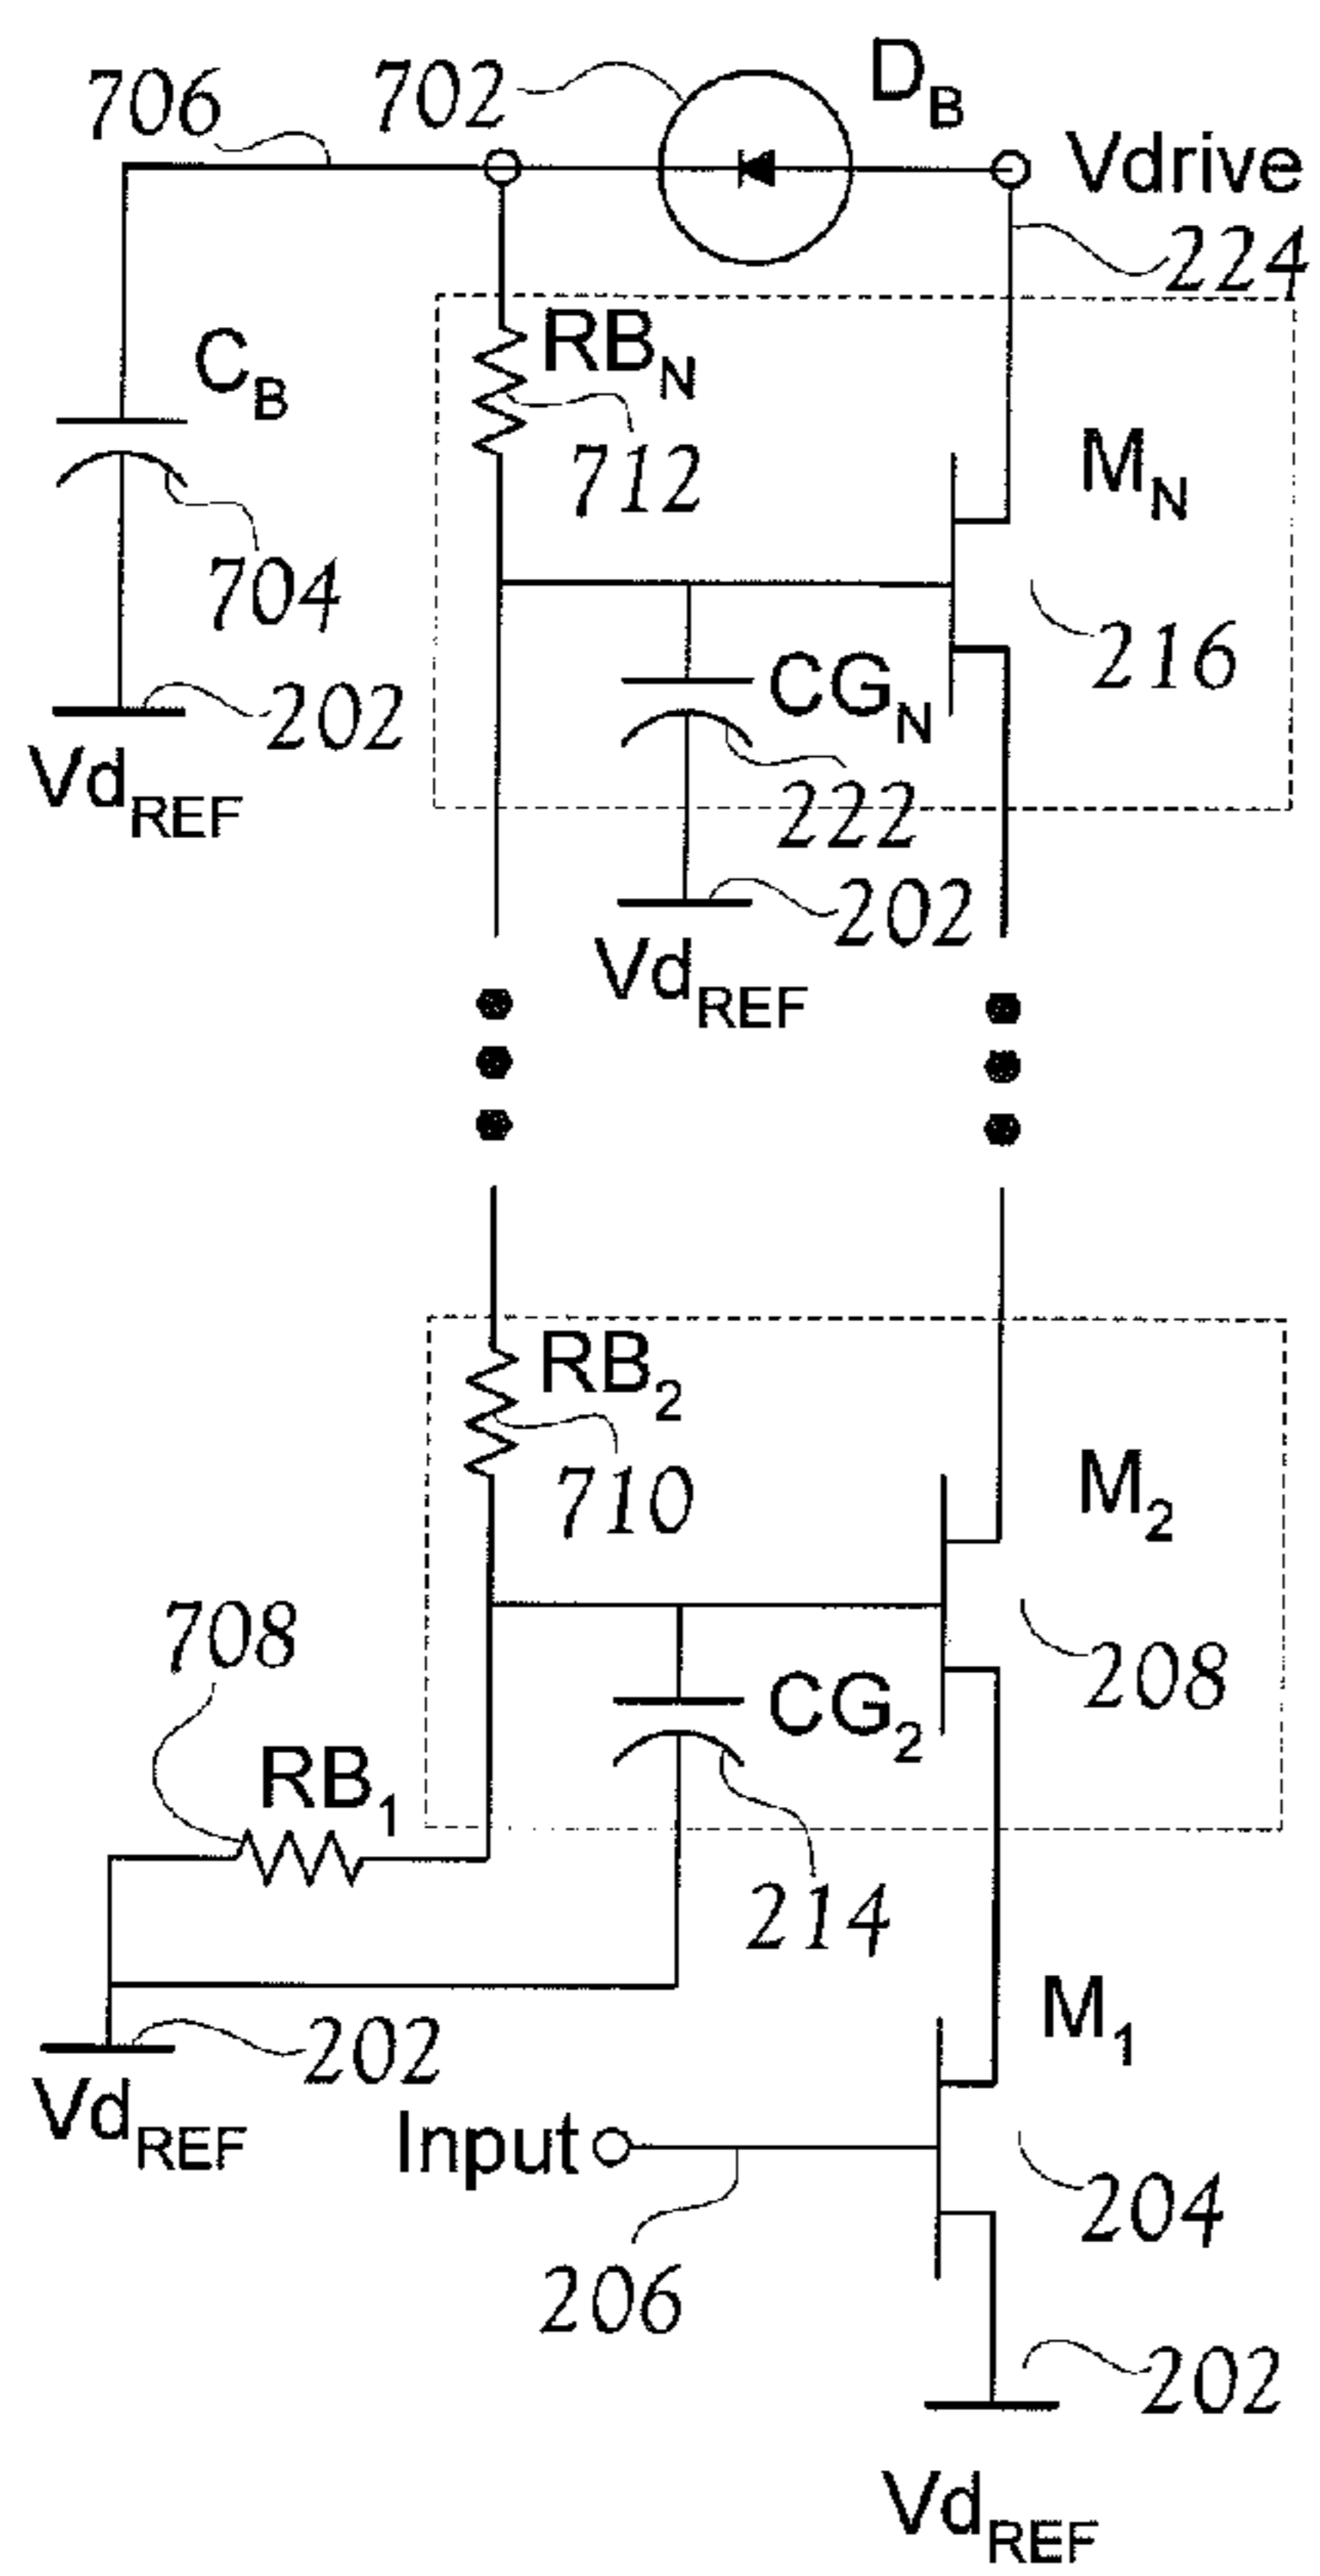 D_B
706
702
Vdrive
224
RB_N
C_B
M_N
712
704
216
CG_N
202
Vd_REF
222
202
Vd_REF
RB_2
M_2
710
708
208
CG_2
RB_1
214
M_1
202
Vd_REF
Input
204
206
202
Vd_REF